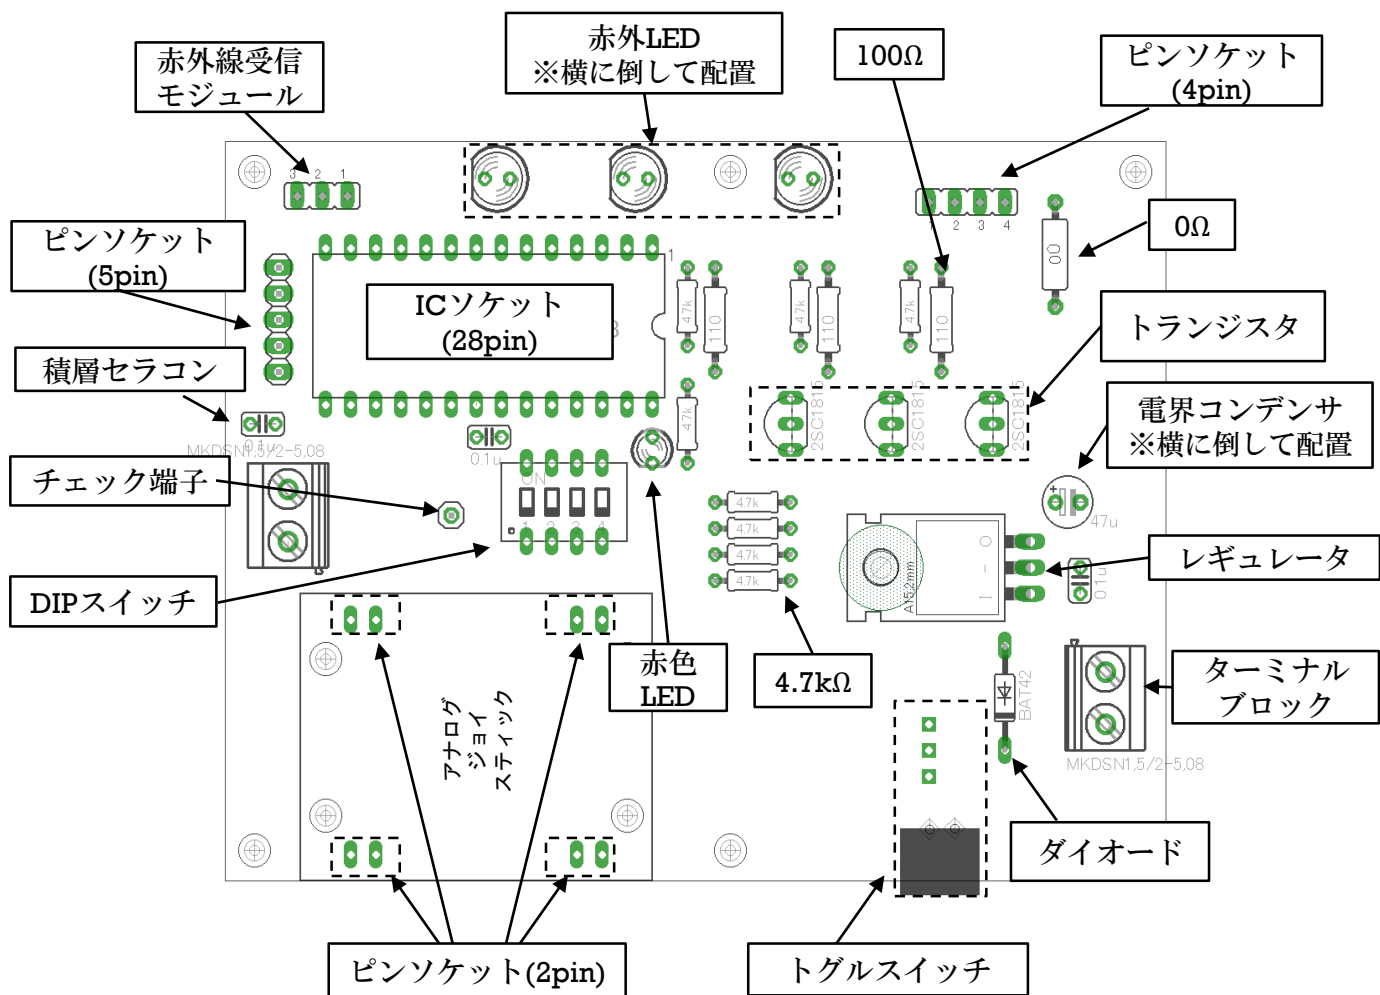 赤外LED
※横に倒して配置
赤外線受信
モジュール
100Ω
ピンソケット
(4pin)
3 2 1
1 2 3 4
0Ω
00
ピンソケット
(5pin)
1
ICソケット
(28pin)
47k
110
47k
110
47k
110
トランジスタ
積層セラコン
0.1u
MKDSN1,5/2-5,08
0.1u
47k
2SC1815
2SC1815
2SC1815
電界コンデンサ
※横に倒して配置
+
47u
チェック端子
ON
1 2 3 4
4.7k
4.7k
4.7k
4.7k
A15,2mm
O
-
I
0.1u
レギュレータ
DIPスイッチ
赤色
LED
4.7kΩ
BAT42
ターミナル
ブロック
MKDSN1,5/2-5,08
アナログ
ジョイ
スティック
ダイオード
ピンソケット(2pin)
トグルスイッチ